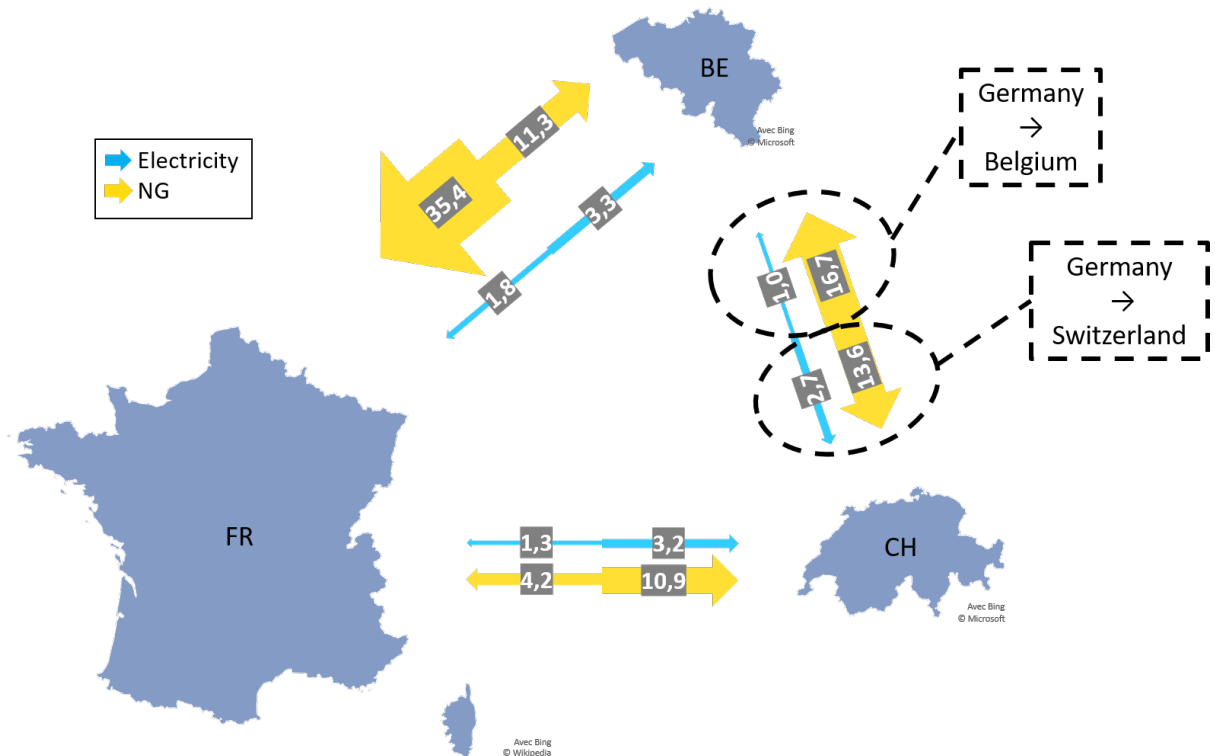 BE
Avec Bing
© Microsoft
Germany
→
Belgium
Electricity
NG
11,3
35,4
3,3
1,8
1,0
16,7
Germany
→
Switzerland
2,7
13,6
FR
1,3
3,2
4,2
10,9
CH
Avec Bing
© Microsoft
Avec Bing
© Wikipedia